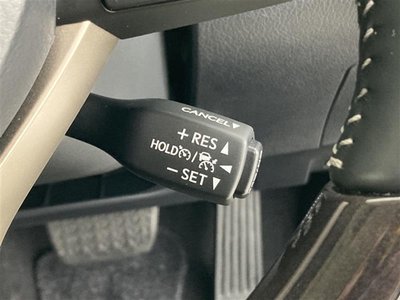 CANCEL▼
+ RES ▲
HOLD /
− SET ▼